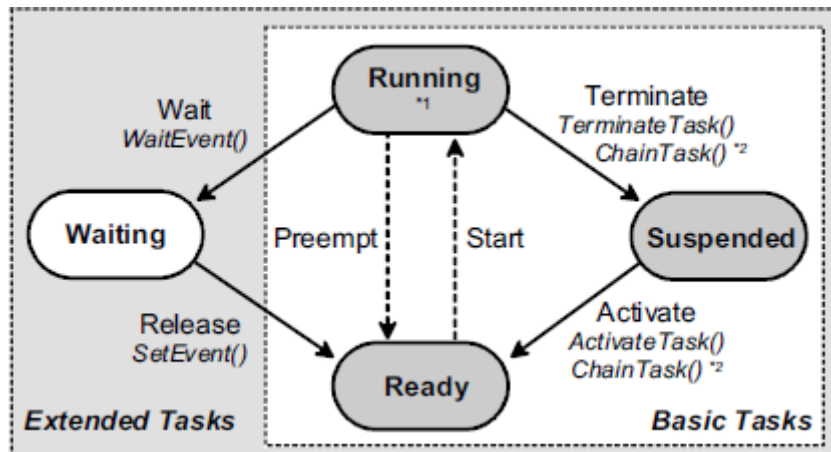 Running
*1
Wait
WaitEvent()
Terminate
TerminateTask()
ChainTask() *2
Waiting
Preempt
Start
Suspended
Release
SetEvent()
Activate
ActivateTask()
ChainTask() *2
Ready
Extended Tasks
Basic Tasks